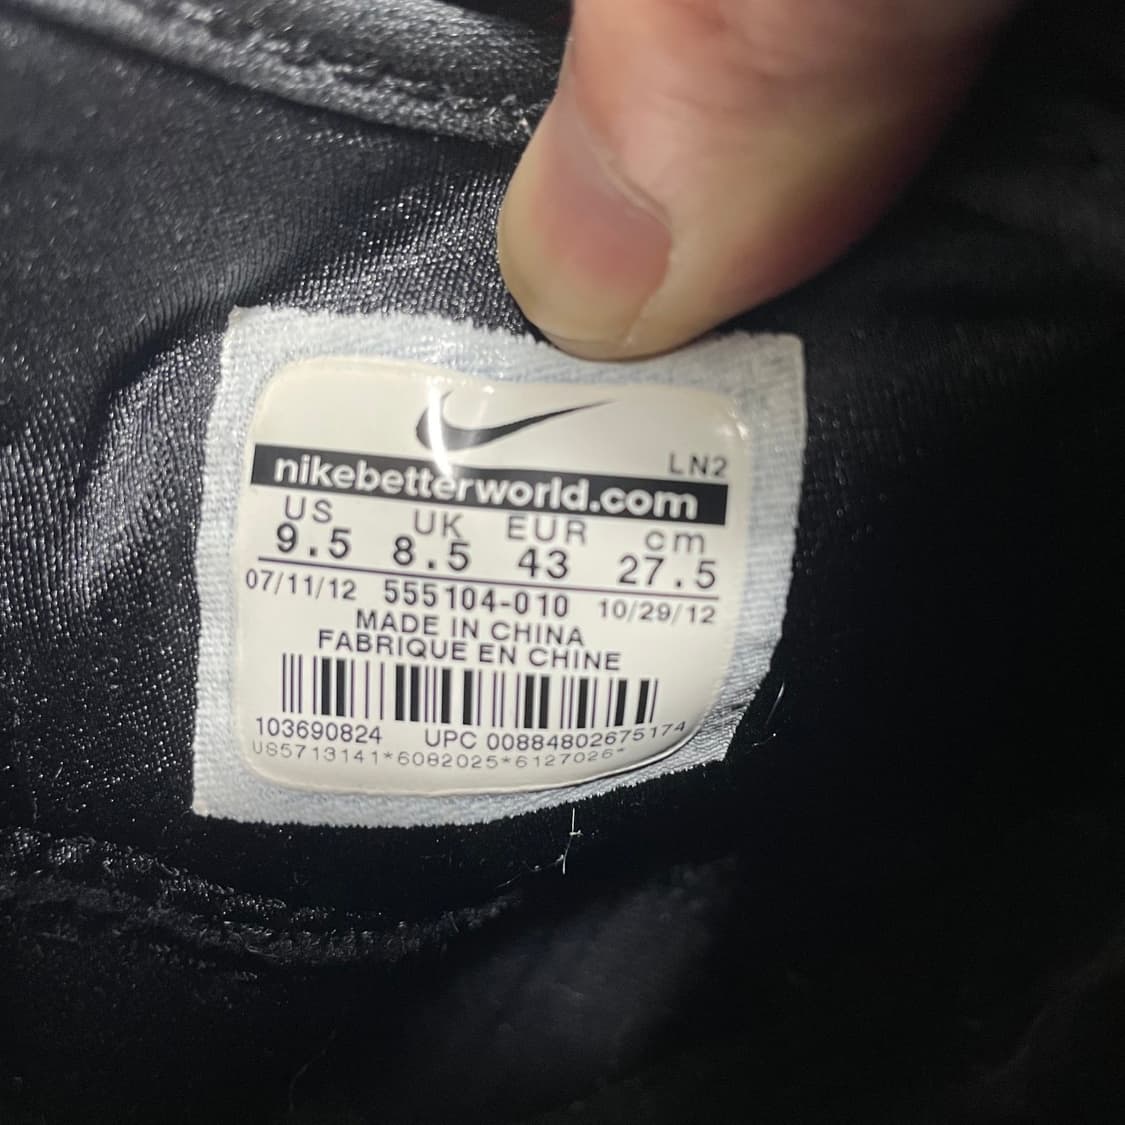 LN2
nikebetterworld.com
US UK EUR cm
9.5 8.5 43 27.5
07/11/12 555104-010 10/29/12
MADE IN CHINA
FABRIQUE EN CHINE
103690824 UPC 00884802675174
US5713141*6082025*6127026*